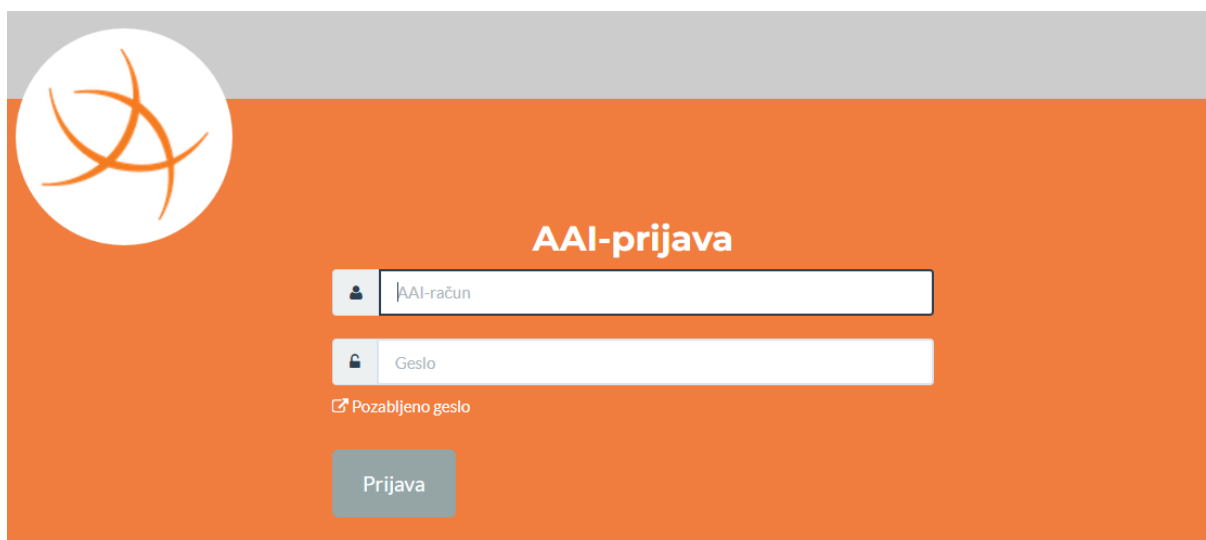 AAI-prijava
AAI-račun
Geslo
Pozabljeno geslo
Prijava